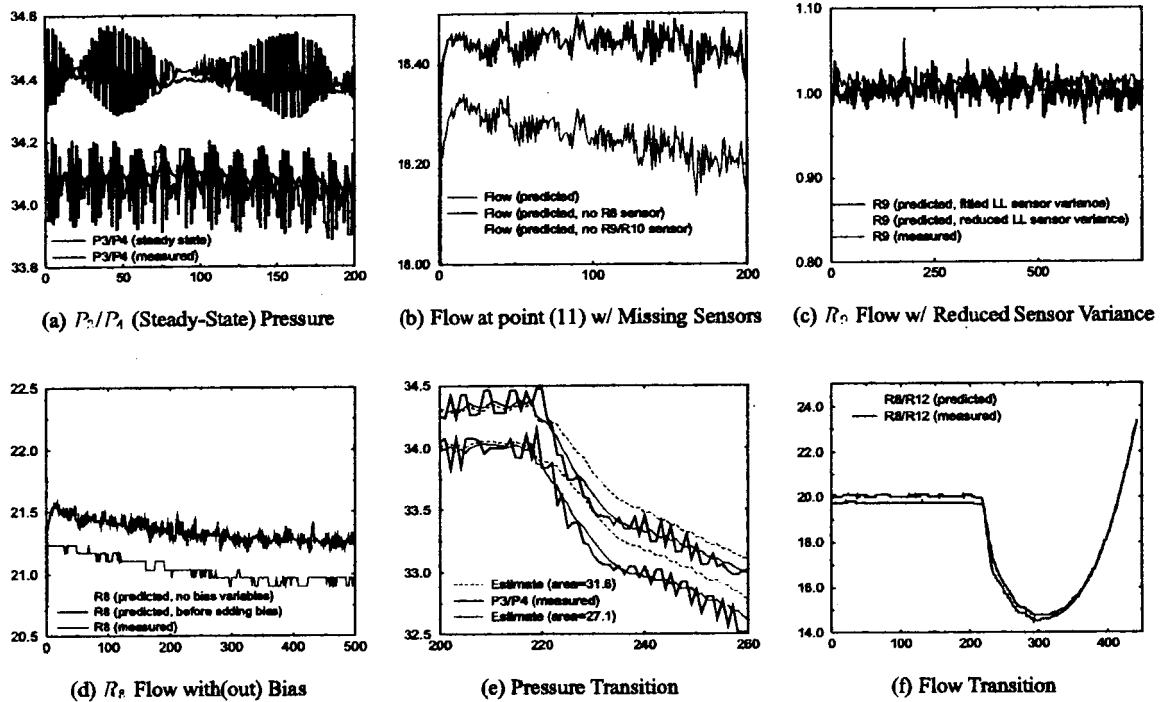 34.8
34.6
34.4
34.2
34.0
33.8
P3/P4 (steady state)
P3/P4 (measured)
0 50 100 150 200
(a) P₃/P₄ (Steady-State) Pressure
18.40
18.20
18.00
Flow (predicted)
Flow (predicted, no R8 sensor)
Flow (predicted, no R9/R10 sensor)
0 100 200
(b) Flow at point (11) w/ Missing Sensors
1.10
1.00
0.90
0.80
R9 (predicted, fitted LL sensor variance)
R9 (predicted, reduced LL sensor variance)
R9 (measured)
0 250 500
(c) R₉ Flow w/ Reduced Sensor Variance
22.5
22.0
21.5
21.0
20.5
R8 (predicted, no bias variables)
R8 (predicted, before adding bias)
R8 (measured)
0 100 200 300 400 500
(d) R₈ Flow with(out) Bias
34.5
34.0
33.5
33.0
32.5
Estimate (area=31.6)
P3/P4 (measured)
Estimate (area=27.1)
200 220 240 260
(e) Pressure Transition
24.0
22.0
20.0
18.0
16.0
14.0
R8/R12 (predicted)
R8/R12 (measured)
0 100 200 300 400
(f) Flow Transition